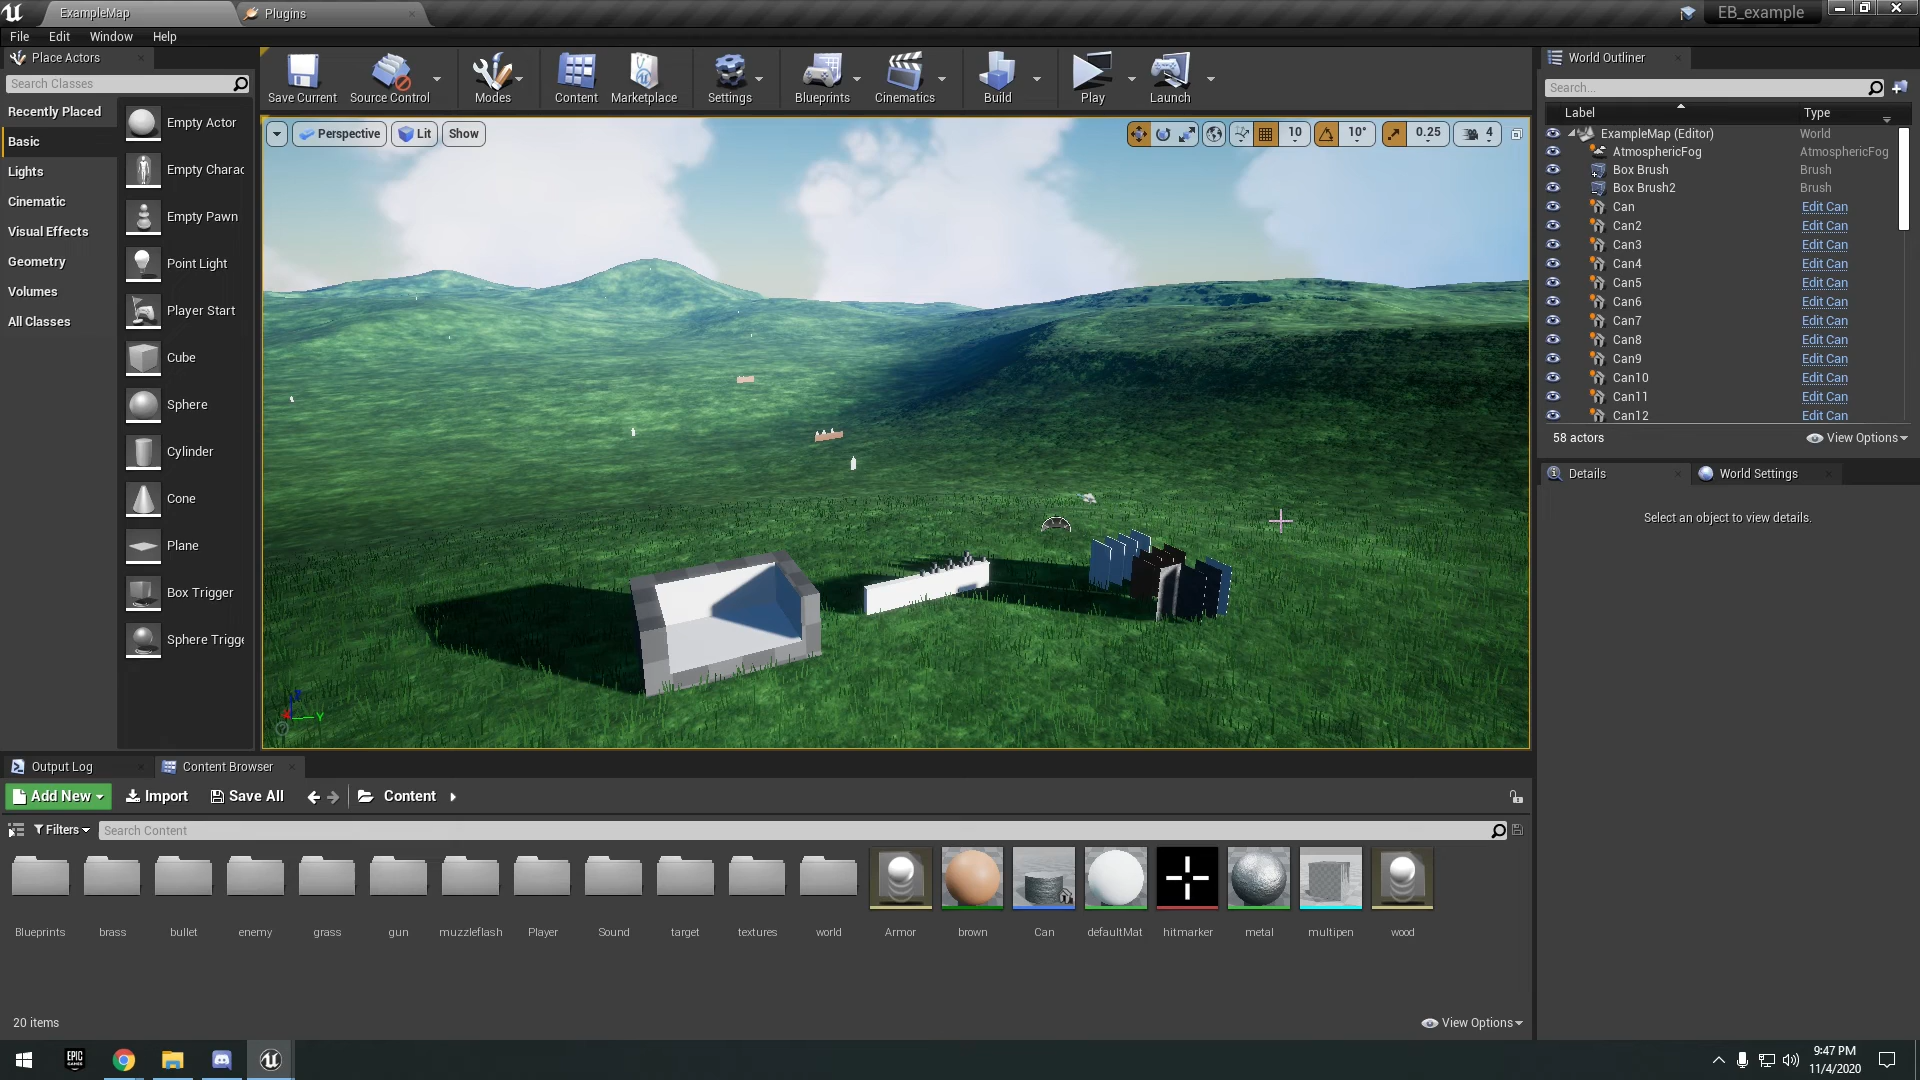 ExampleMap
Plugins
EB_example
File Edit Window Help
Place Actors
Search Classes
Recently Placed
Basic
Lights
Cinematic
Visual Effects
Geometry
Volumes
All Classes
Empty Actor
Empty Charac
Empty Pawn
Point Light
Player Start
Cube
Sphere
Cylinder
Cone
Plane
Box Trigger
Sphere Trigge
Save Current Source Control Modes Content Marketplace Settings Blueprints Cinematics Build Play Launch
Perspective Lit Show
10 10° 0.25 4
Y
World Outliner
Search...
Label Type
ExampleMap (Editor) World
AtmosphericFog AtmosphericFog
Box Brush Brush
Box Brush2 Brush
Can Edit Can
Can2 Edit Can
Can3 Edit Can
Can4 Edit Can
Can5 Edit Can
Can6 Edit Can
Can7 Edit Can
Can8 Edit Can
Can9 Edit Can
Can10 Edit Can
Can11 Edit Can
Can12 Edit Can
58 actors View Options
Details World Settings
Select an object to view details.
Output Log Content Browser
Add New Import Save All Content
Filters Search Content
Blueprints brass bullet enemy grass gun muzzleflash Player Sound target textures world Armor brown Can defaultMat hitmarker metal multipen wood
20 items View Options
EPIC GAMES
9:47 PM
11/4/2020